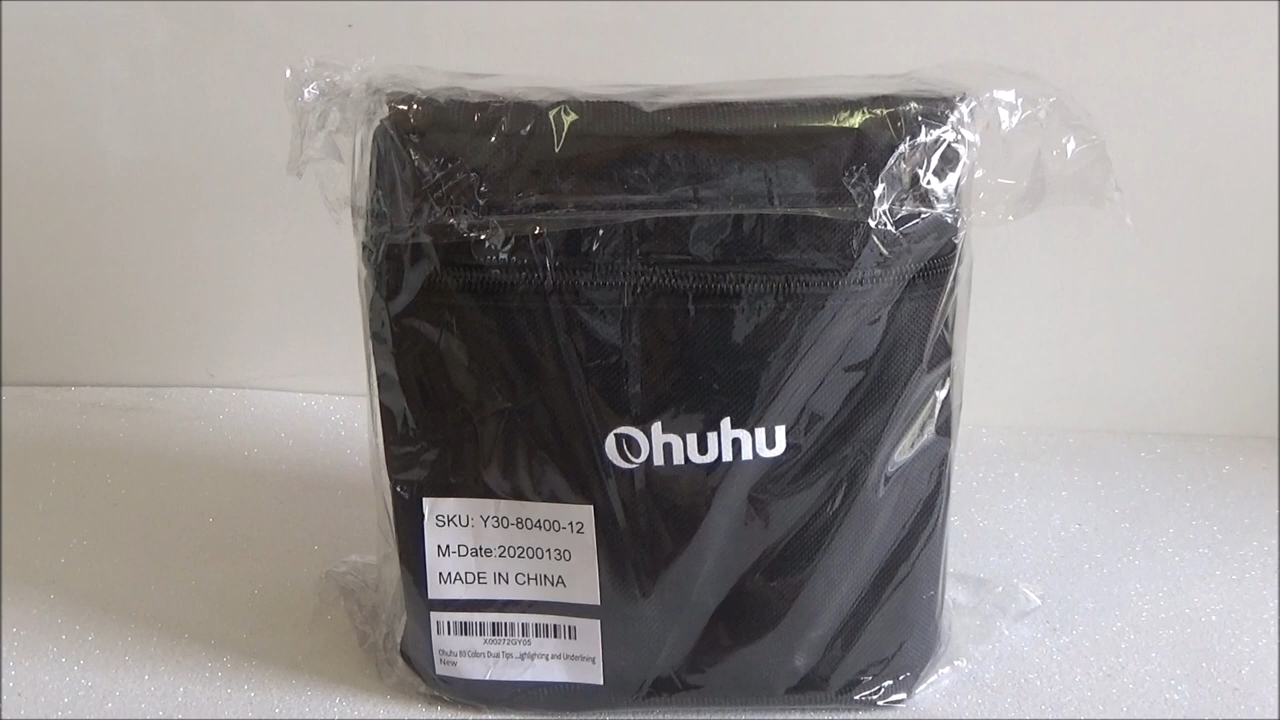 Ohuhu
SKU: Y30-80400-12
M-Date:20200130
MADE IN CHINA
X00272GY05
Ohuhu 80 Colors Dual Tips ...ighlighting and Underlining
New